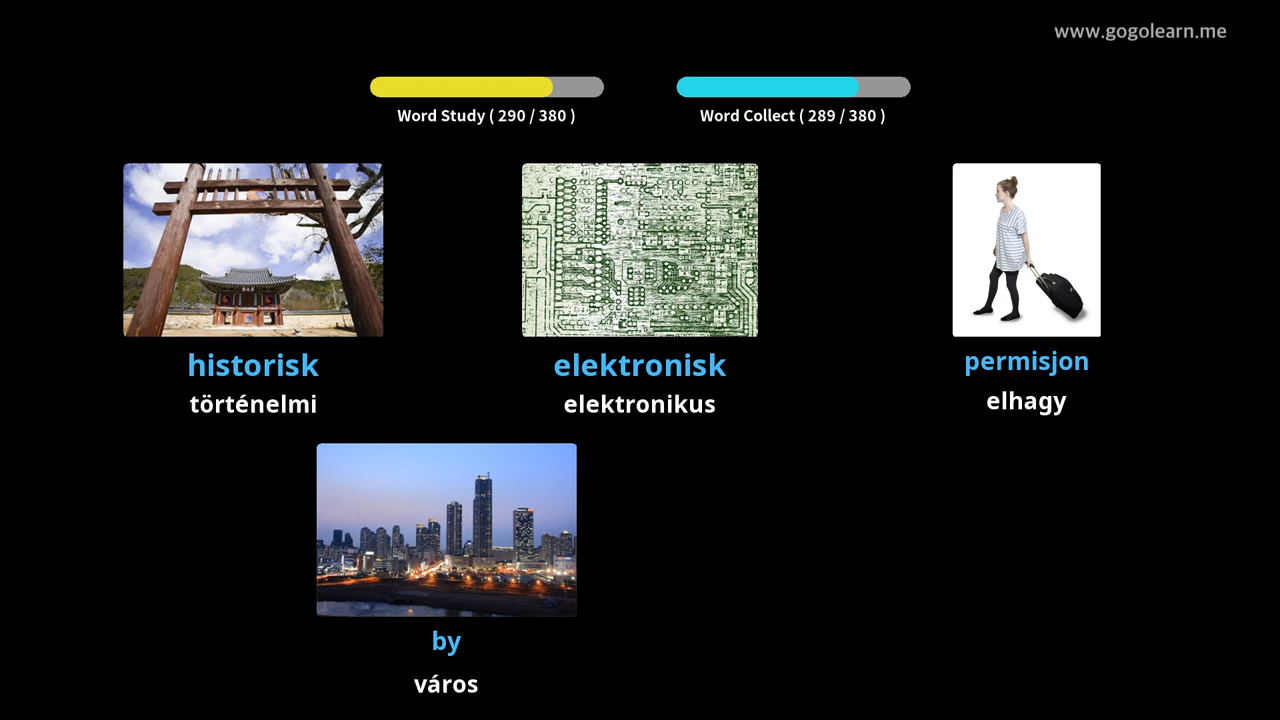 www.gogolearn.me
Word Study ( 290 / 380 )
Word Collect ( 289 / 380 )
historisk
történelmi
elektronisk
elektronikus
permisjon
elhagy
by
város